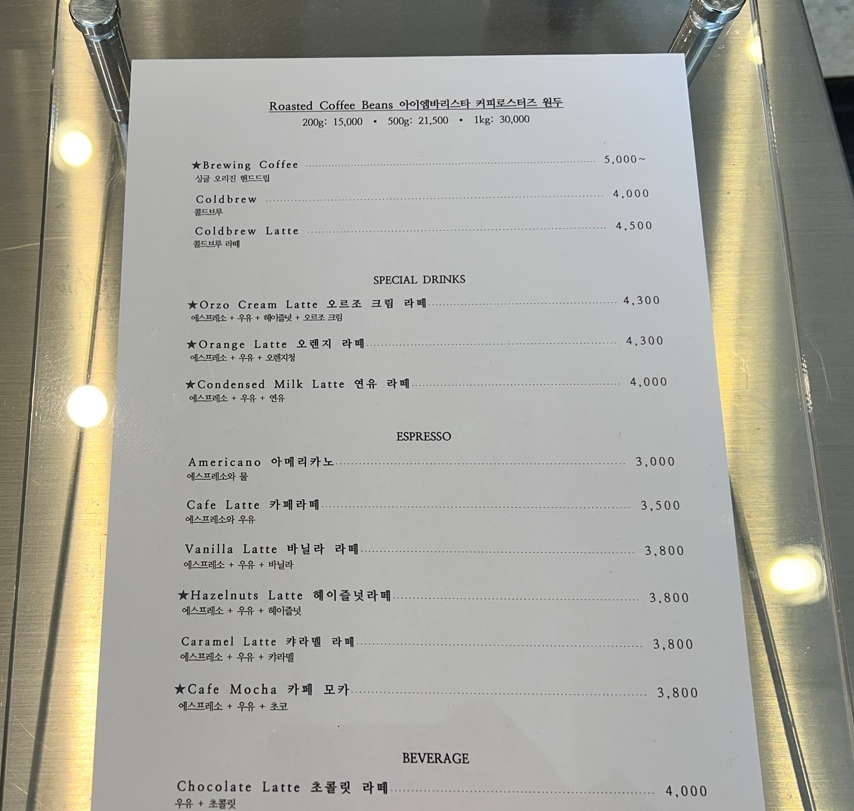 Roasted Coffee Beans 아이엠바리스타 커피로스터즈 원두
200g: 15,000 • 500g: 21,500 • 1kg: 30,000
★Brewing Coffee 5,000~
싱글 오리진 핸드드립
Coldbrew 4,000
콜드브루
Coldbrew Latte 4,500
콜드브루 라떼
SPECIAL DRINKS
★Orzo Cream Latte 오르조 크림 라떼 4,300
에스프레소 + 우유 + 헤이즐넛 + 오르조 크림
★Orange Latte 오렌지 라떼 4,300
에스프레소 + 우유 + 오렌지청
★Condensed Milk Latte 연유 라떼 4,000
에스프레소 + 우유 + 연유
ESPRESSO
Americano 아메리카노 3,000
에스프레소와 물
Cafe Latte 카페라떼 3,500
에스프레소와 우유
Vanilla Latte 바닐라 라떼 3,800
에스프레소 + 우유 + 바닐라
★Hazelnuts Latte 헤이즐넛라떼 3,800
에스프레소 + 우유 + 헤이즐넛
Caramel Latte 캬라멜 라떼 3,800
에스프레소 + 우유 + 캬라멜
★Cafe Mocha 카페 모카 3,800
에스프레소 + 우유 + 초코
BEVERAGE
Chocolate Latte 초콜릿 라떼 4,000
우유 + 초콜릿